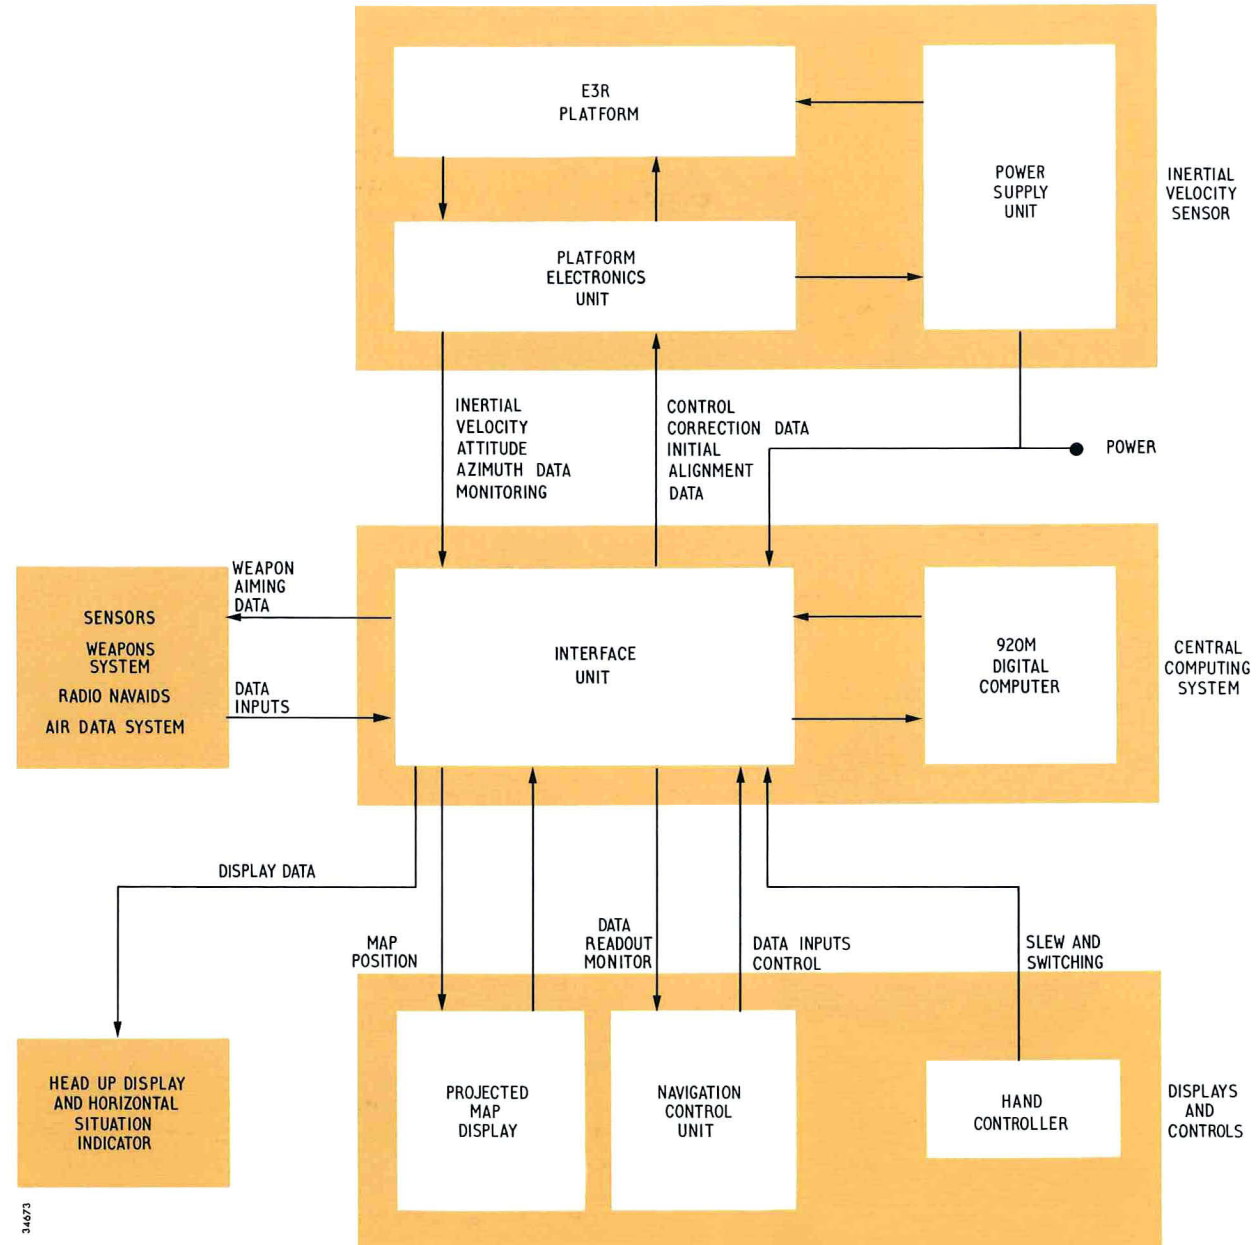 E3R
PLATFORM
POWER
SUPPLY
UNIT
INERTIAL
VELOCITY
SENSOR
PLATFORM
ELECTRONICS
UNIT
INERTIAL
VELOCITY
ATTITUDE
AZIMUTH DATA
MONITORING
CONTROL
CORRECTION DATA
INITIAL
ALIGNMENT
DATA
POWER
WEAPON
AIMING
DATA
SENSORS
WEAPONS
SYSTEM
RADIO NAVAIDS
AIR DATA SYSTEM
DATA
INPUTS
INTERFACE
UNIT
920M
DIGITAL
COMPUTER
CENTRAL
COMPUTING
SYSTEM
DISPLAY DATA
MAP
POSITION
DATA
READOUT
MONITOR
DATA INPUTS
CONTROL
SLEW AND
SWITCHING
HEAD UP DISPLAY
AND HORIZONTAL
SITUATION
INDICATOR
PROJECTED
MAP
DISPLAY
NAVIGATION
CONTROL
UNIT
HAND
CONTROLLER
DISPLAYS
AND
CONTROLS
34673